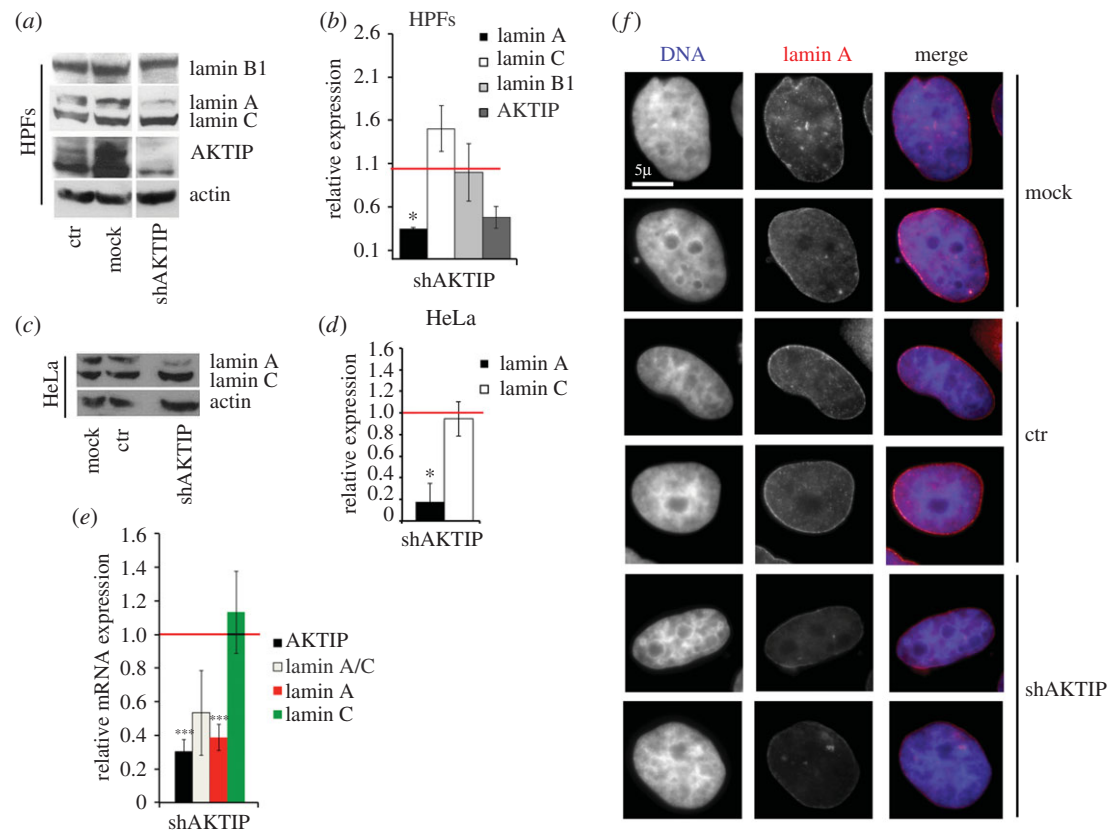 (a)
HPFs
lamin B1
lamin A
lamin C
AKTIP
actin
ctr
mock
shAKTIP
(b)
HPFs
relative expression
2.6
2.1
1.6
1.1
0.6
0.1
*
shAKTIP
lamin A
lamin C
lamin B1
AKTIP
(c)
HeLa
lamin A
lamin C
actin
mock
ctr
shAKTIP
(d)
HeLa
relative expression
1.6
1.4
1.2
1.0
0.8
0.6
0.4
0.2
0
*
shAKTIP
lamin A
lamin C
(e)
relative mRNA expression
1.6
1.4
1.2
1.0
0.8
0.6
0.4
0.2
0
***
***
shAKTIP
AKTIP
lamin A/C
lamin A
lamin C
(f)
DNA
lamin A
merge
5µ
mock
ctr
shAKTIP